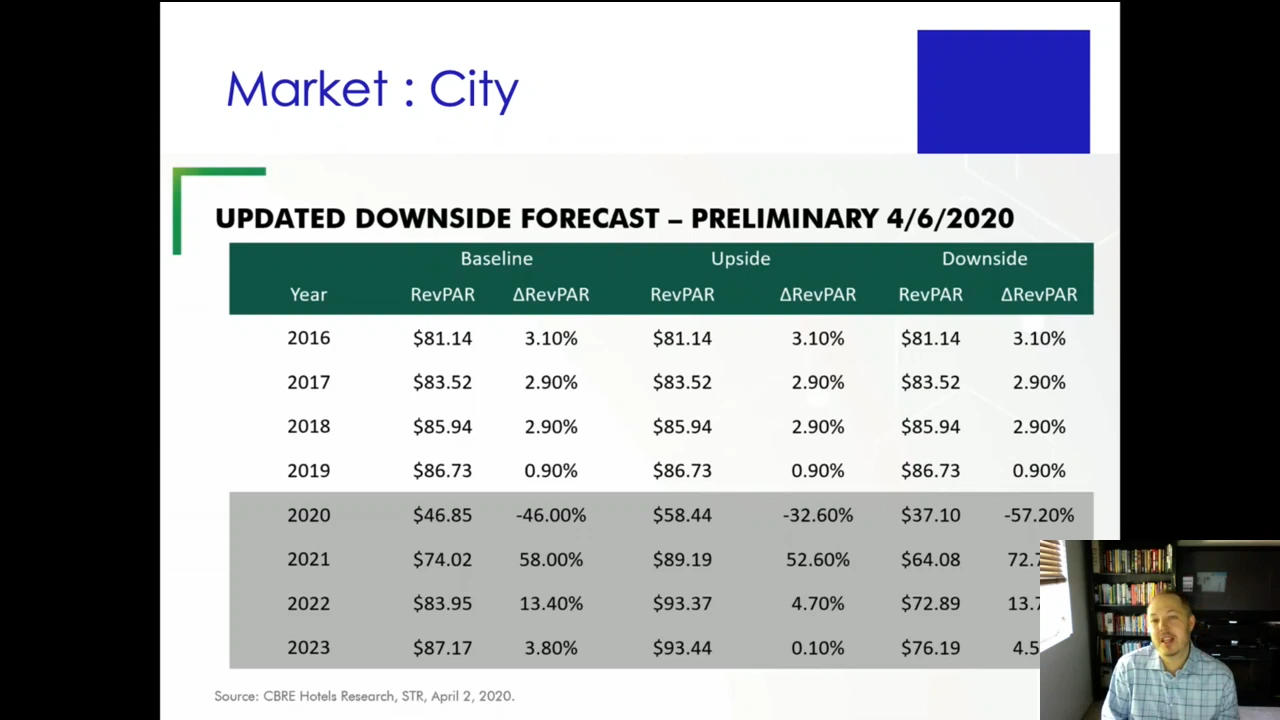 Market : City
UPDATED DOWNSIDE FORECAST – PRELIMINARY 4/6/2020
Baseline Upside Downside
Year RevPAR ΔRevPAR RevPAR ΔRevPAR RevPAR ΔRevPAR
2016 $81.14 3.10% $81.14 3.10% $81.14 3.10%
2017 $83.52 2.90% $83.52 2.90% $83.52 2.90%
2018 $85.94 2.90% $85.94 2.90% $85.94 2.90%
2019 $86.73 0.90% $86.73 0.90% $86.73 0.90%
2020 $46.85 -46.00% $58.44 -32.60% $37.10 -57.20%
2021 $74.02 58.00% $89.19 52.60% $64.08
2022 $83.95 13.40% $93.37 4.70% $72.89
2023 $87.17 3.80% $93.44 0.10% $76.19
Source: CBRE Hotels Research, STR, April 2, 2020.